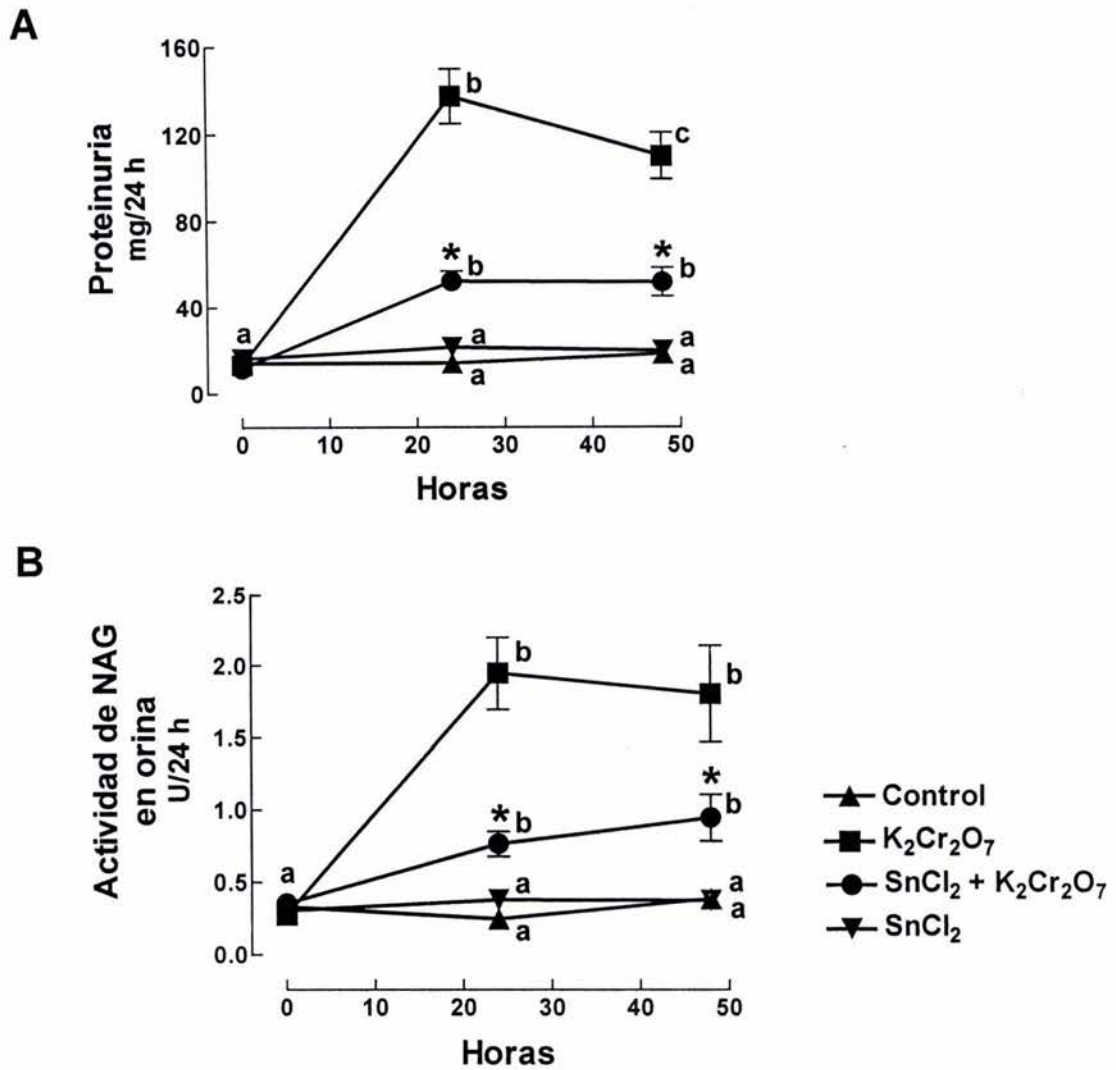 A
160
120
80
40
0
Proteinuria
mg/24 h
a
b
c
*
b
*
b
a
a
a
a
0 10 20 30 40 50
Horas
B
2.5
2.0
1.5
1.0
0.5
0.0
Actividad de NAG
en orina
U/24 h
a
b
b
*
b
*
b
a
a
a
a
0 10 20 30 40 50
Horas
Control
K₂Cr₂O₇
SnCl₂ + K₂Cr₂O₇
SnCl₂